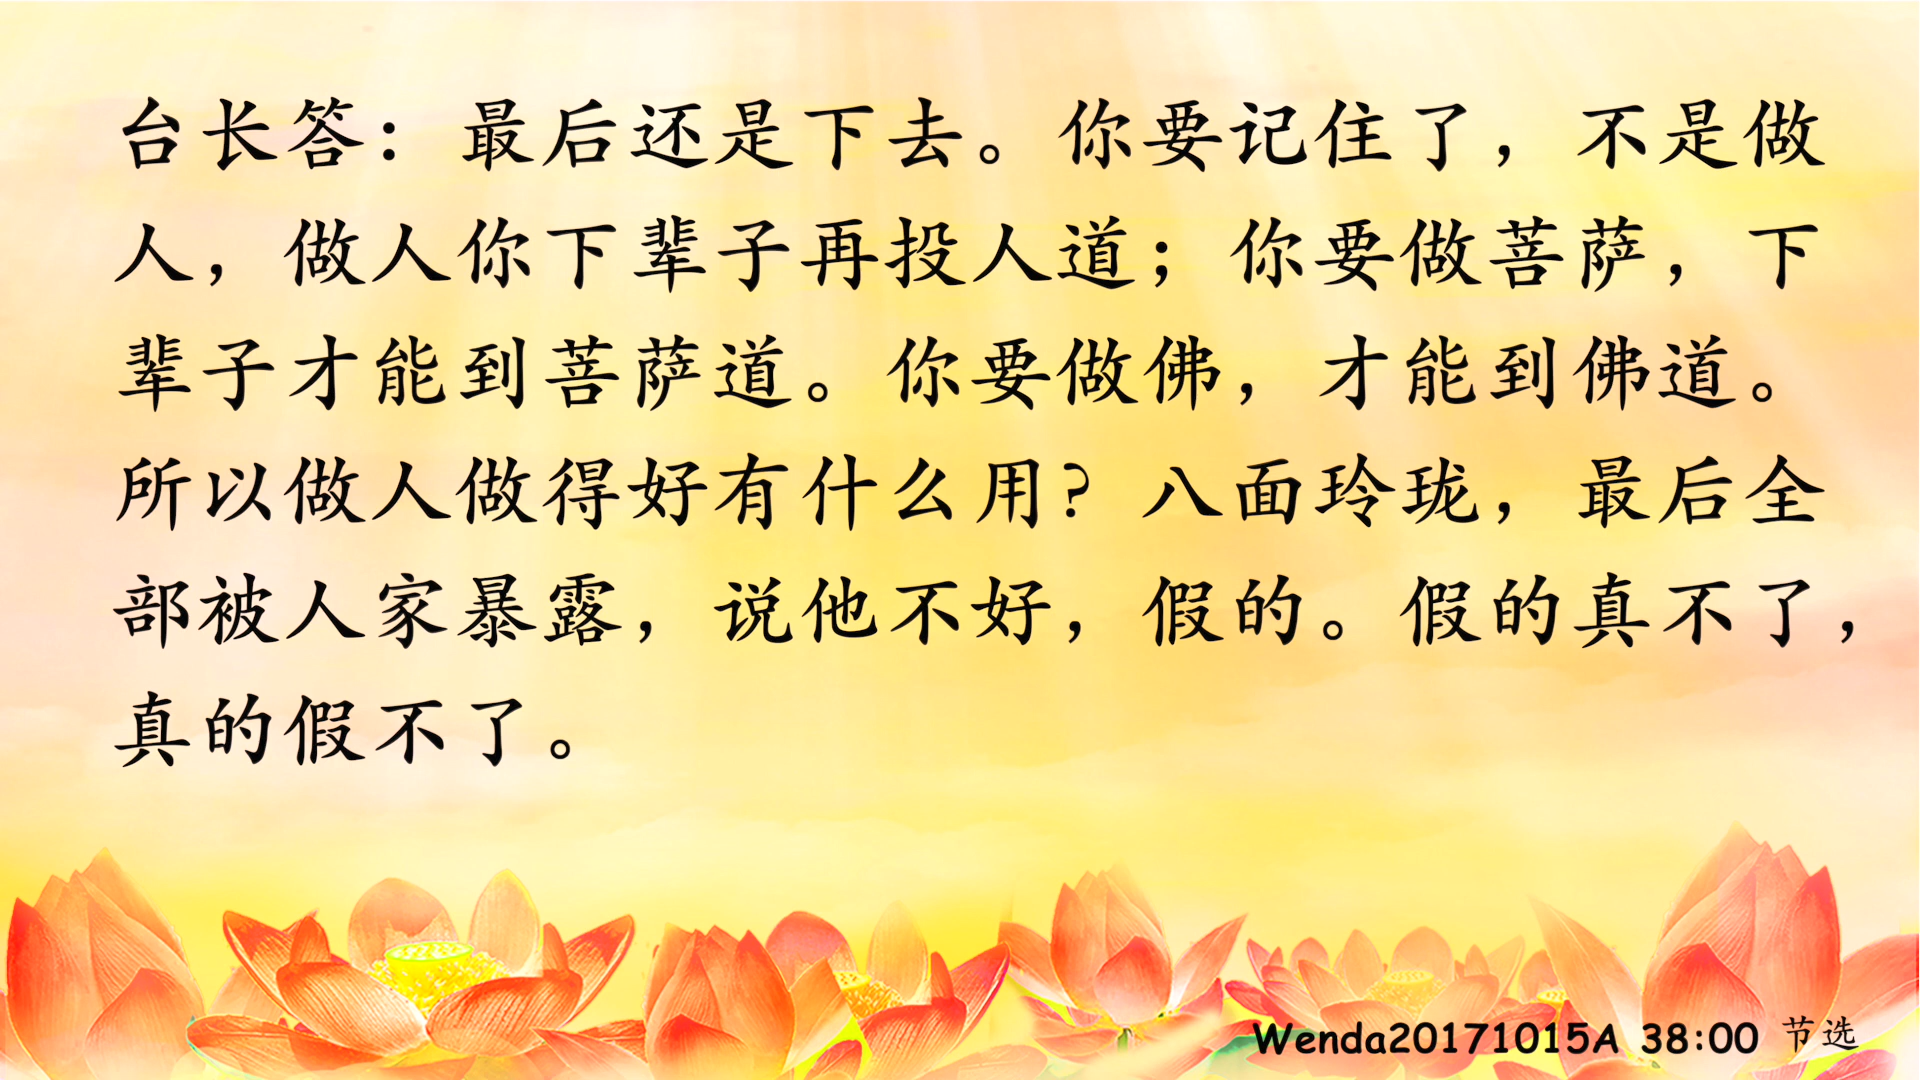 台长答：最后还是下去。你要记住了，不是做
人，做人你下辈子再投人道；你要做菩萨，下
辈子才能到菩萨道。你要做佛，才能到佛道。
所以做人做得好有什么用？八面玲珑，最后全
部被人家暴露，说他不好，假的。假的真不了，
真的假不了。
Wenda20171015A 38:00 节选